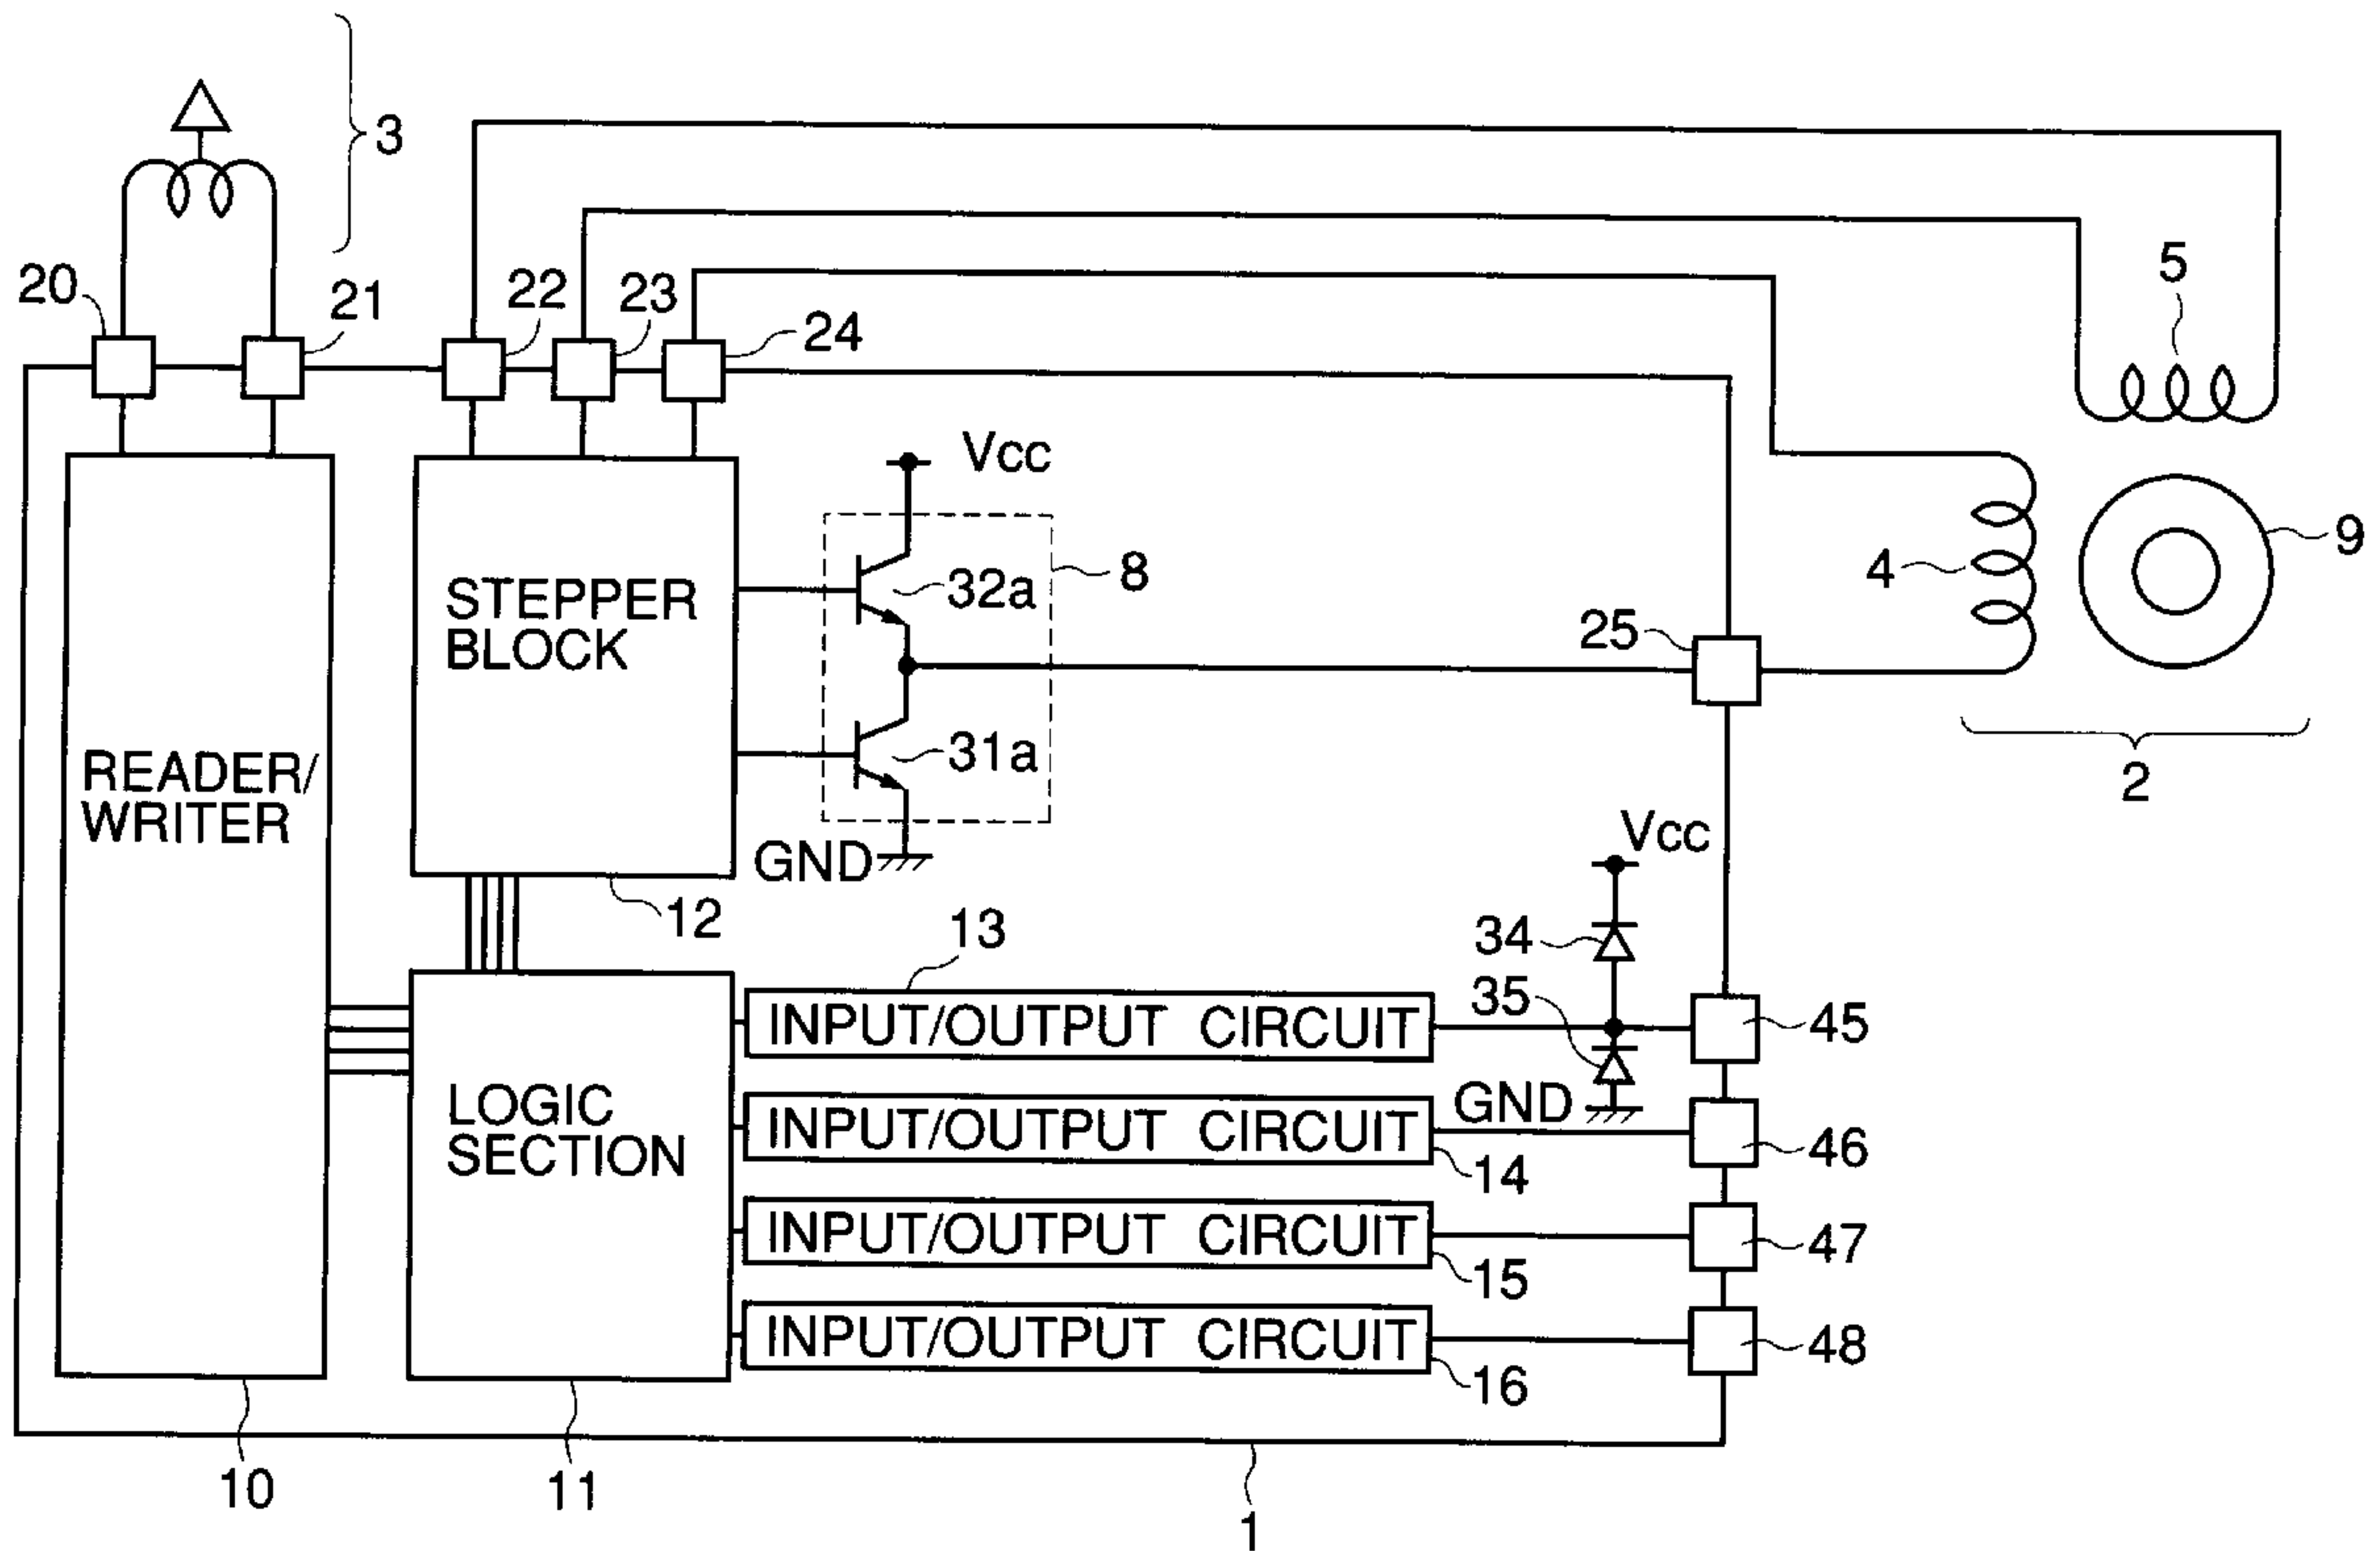 3
20
21
22
23
24
5
Vcc
8
32a
STEPPER
BLOCK
25
4
9
31a
2
READER/
WRITER
GND
Vcc
12
13
34
35
INPUT/OUTPUT CIRCUIT
45
LOGIC
SECTION
GND
INPUT/OUTPUT CIRCUIT
14
46
INPUT/OUTPUT CIRCUIT
15
47
INPUT/OUTPUT CIRCUIT
16
48
10
11
1